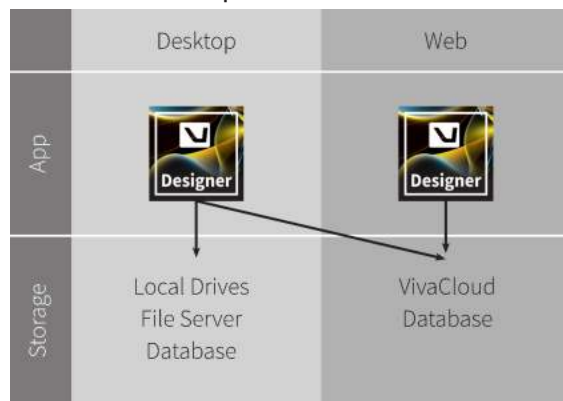 Desktop
Web
App
Designer
Designer
Storage
Local Drives
File Server
Database
VivaCloud
Database